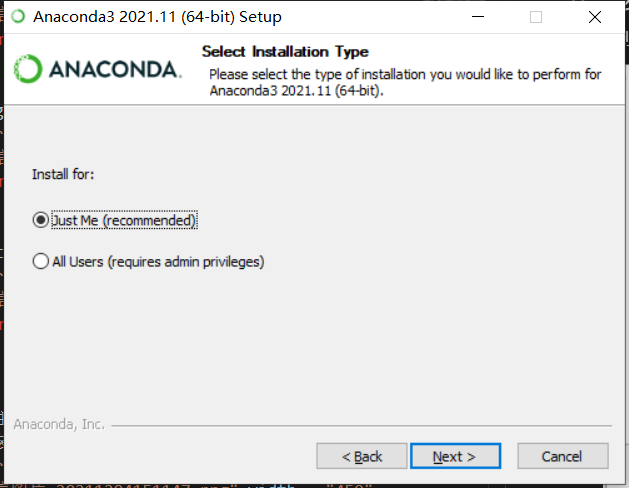 Anaconda3 2021.11 (64-bit) Setup
ANACONDA.
Select Installation Type
Please select the type of installation you would like to perform for
Anaconda3 2021.11 (64-bit).
Install for:
Just Me (recommended)
All Users (requires admin privileges)
Anaconda, Inc.
< Back
Next >
Cancel